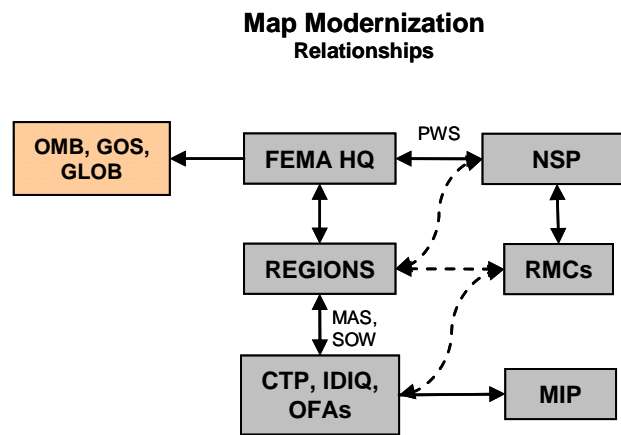 Map Modernization
Relationships
PWS
OMB, GOS,
GLOB
FEMA HQ
NSP
REGIONS
RMCs
MAS,
SOW
CTP, IDIQ,
OFAs
MIP